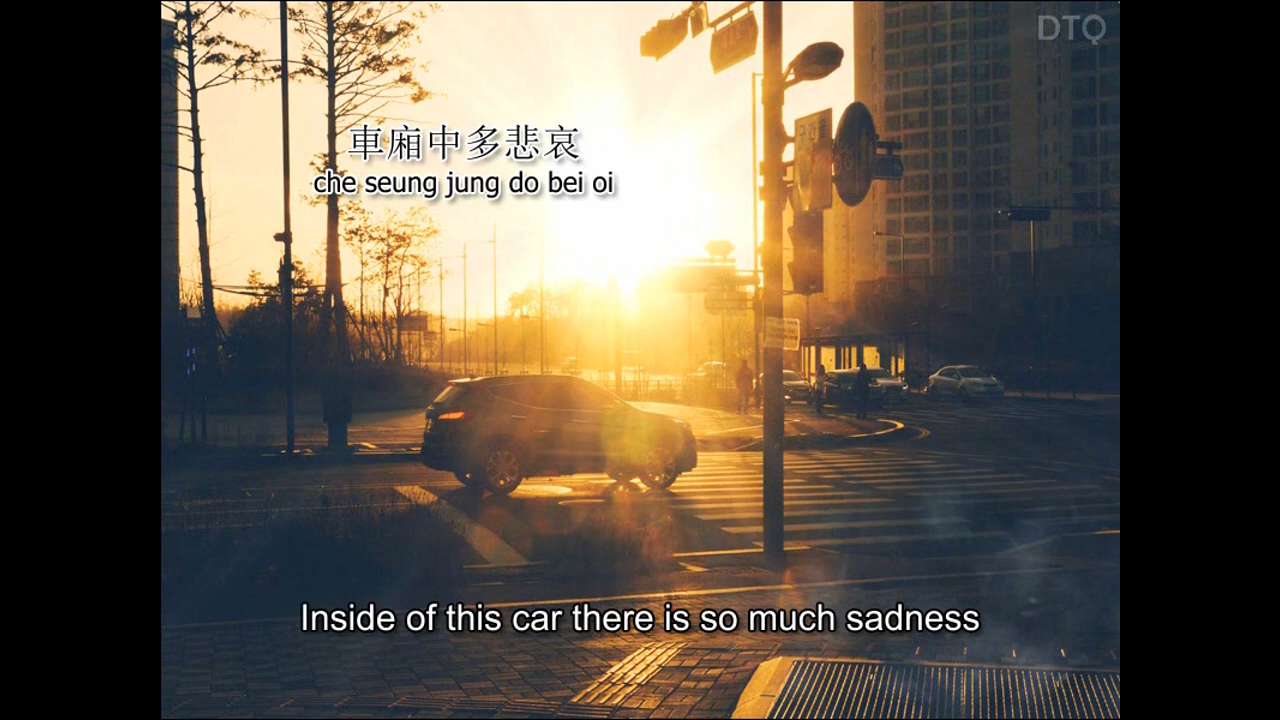 DTQ
車廂中多悲哀
che seung jung do bei oi
Inside of this car there is so much sadness